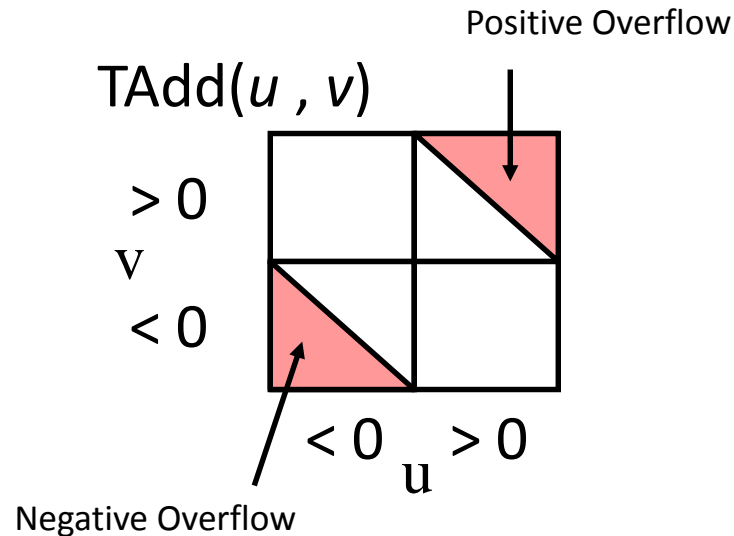 Positive Overflow
TAdd(u , v)
> 0
v
< 0
< 0
> 0
u
Negative Overflow